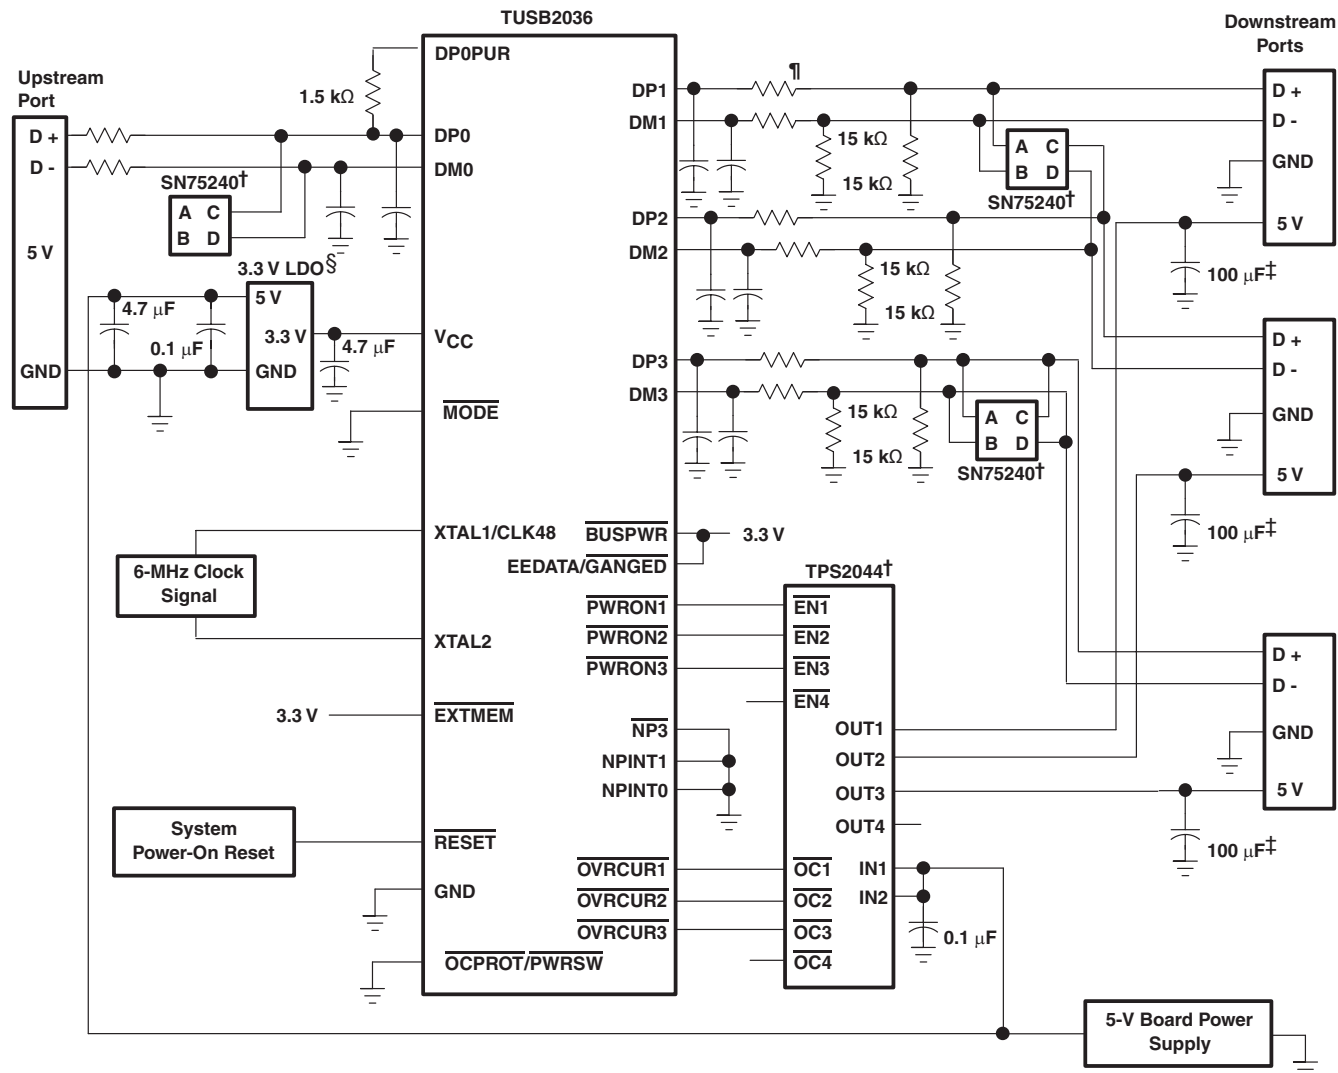 TUSB2036
Upstream
Port
D +
D -
5 V
GND
1.5 kΩ
SN75240†
A C
B D
3.3 V LDO§
5 V
3.3 V
GND
4.7 μF
0.1 μF
4.7 μF
6-MHz Clock
Signal
3.3 V
System
Power-On Reset
DP0PUR
DP0
DM0
VCC
MODE
XTAL1/CLK48
XTAL2
EXTMEM
RESET
GND
OCPROT/PWRSW
DP1
DM1
DP2
DM2
DP3
DM3
BUSPWR
EEDATA/GANGED
PWRON1
PWRON2
PWRON3
NP3
NPINT1
NPINT0
OVRCUR1
OVRCUR2
OVRCUR3
¶
15 kΩ
15 kΩ
A C
B D
SN75240†
15 kΩ
15 kΩ
15 kΩ
15 kΩ
A C
B D
SN75240†
3.3 V
TPS2044†
EN1
EN2
EN3
EN4
OUT1
OUT2
OUT3
OUT4
OC1
OC2
OC3
OC4
IN1
IN2
0.1 μF
Downstream
Ports
D +
D -
GND
5 V
100 μF‡
D +
D -
GND
5 V
100 μF‡
D +
D -
GND
5 V
100 μF‡
5-V Board Power
Supply